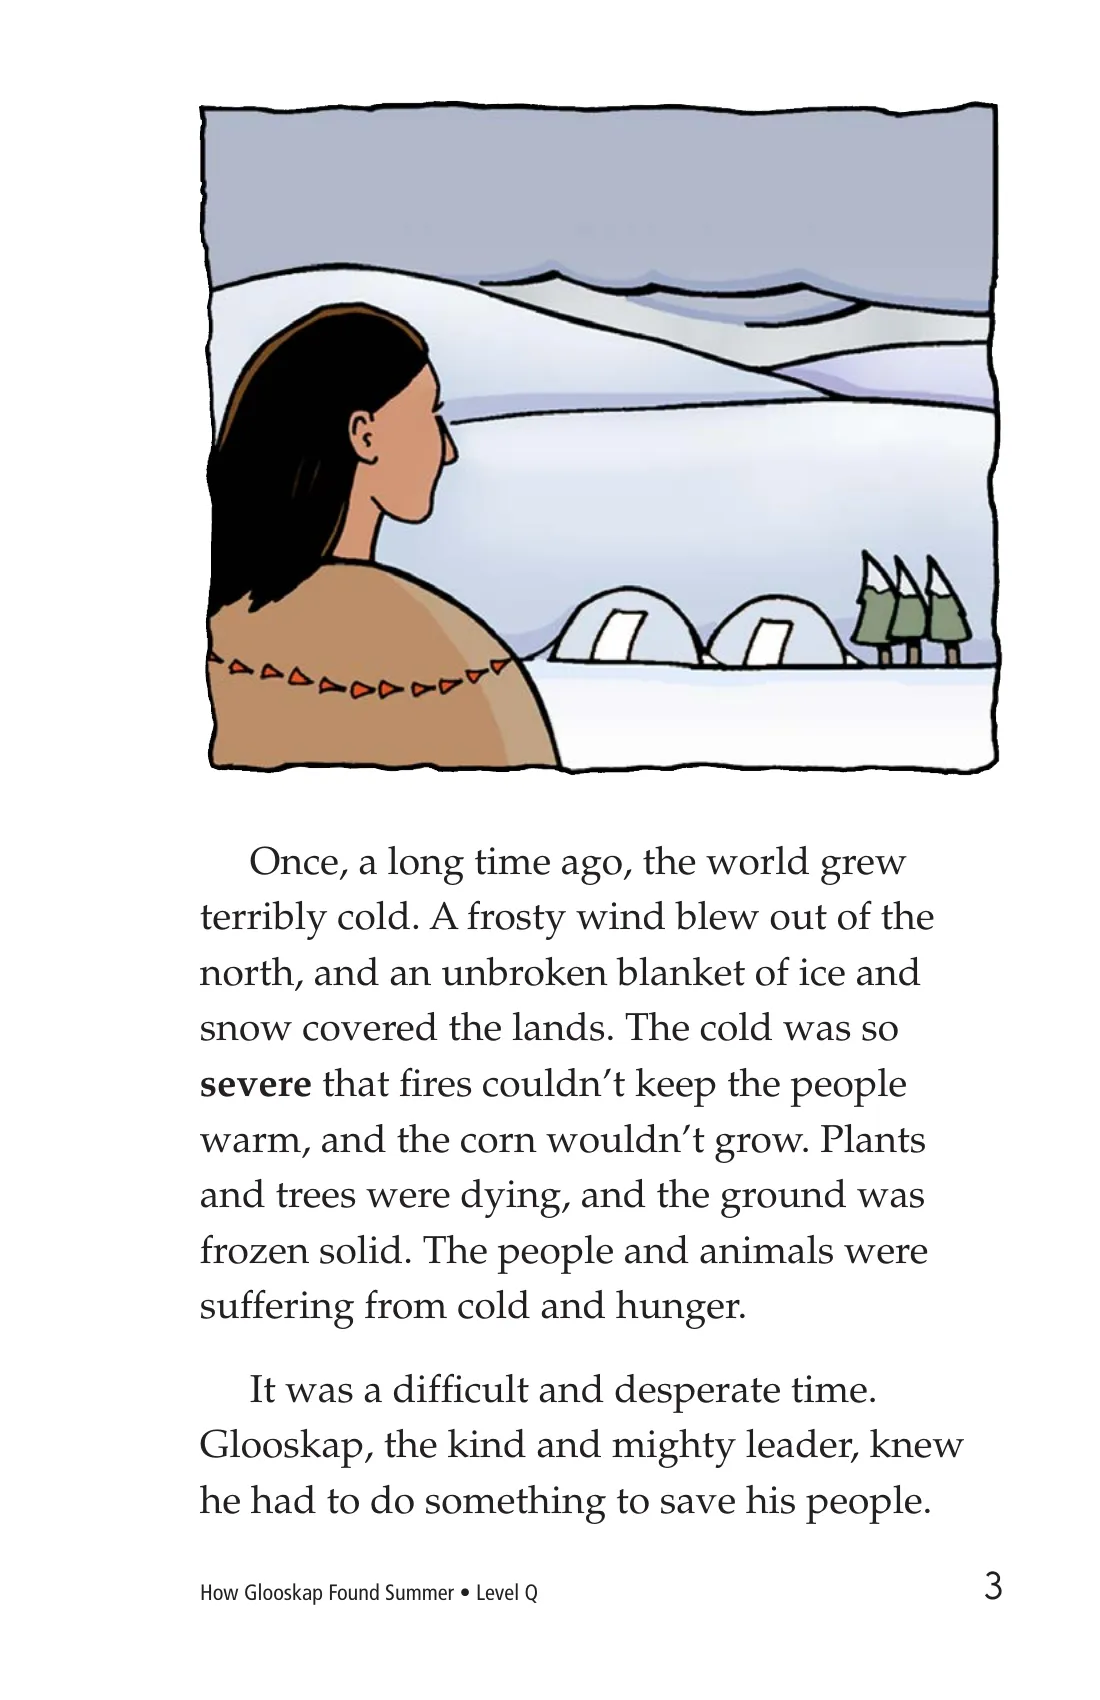 Once, a long time ago, the world grew
terribly cold. A frosty wind blew out of the
north, and an unbroken blanket of ice and
snow covered the lands. The cold was so
severe that fires couldn’t keep the people
warm, and the corn wouldn’t grow. Plants
and trees were dying, and the ground was
frozen solid. The people and animals were
suffering from cold and hunger.
It was a difficult and desperate time.
Glooskap, the kind and mighty leader, knew
he had to do something to save his people.
How Glooskap Found Summer • Level Q
3